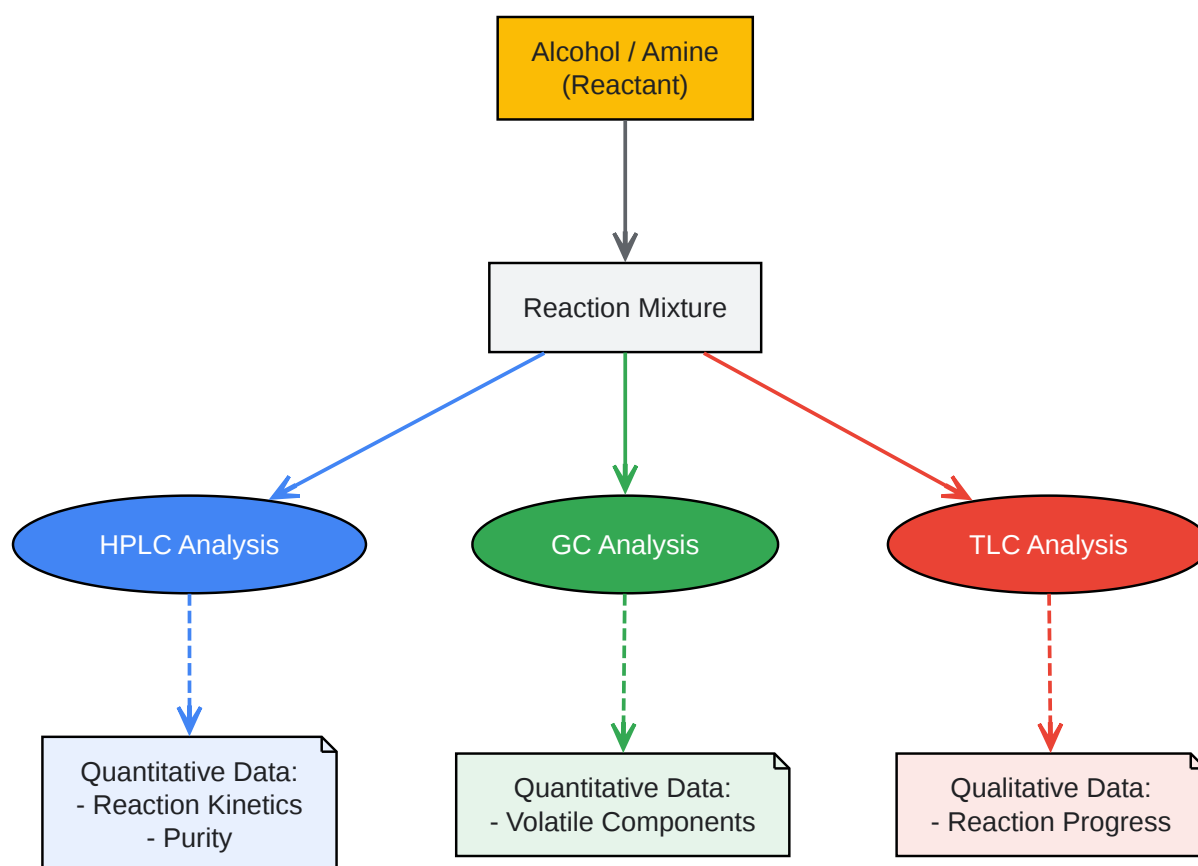 Alcohol / Amine
(Reactant)
Reaction Mixture
HPLC Analysis
GC Analysis
TLC Analysis
Quantitative Data:
- Reaction Kinetics
- Purity
Quantitative Data:
- Volatile Components
Qualitative Data:
- Reaction Progress